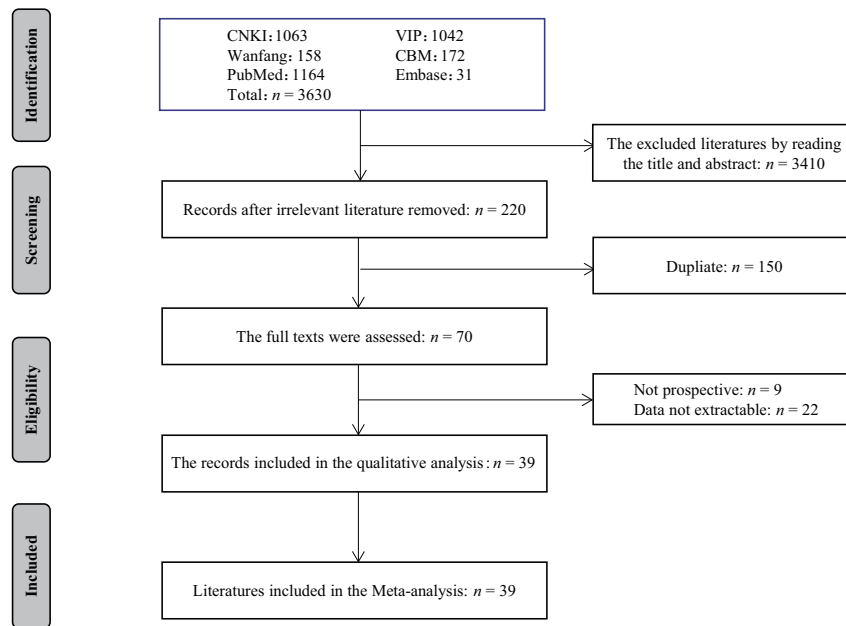 Identification
CNKI：1063 VIP：1042
Wanfang：158 CBM：172
PubMed：1164 Embase：31
Total: n = 3630
The excluded literatures by reading
the title and abstract: n = 3410
Screening
Records after irrelevant literature removed: n = 220
Dupliate: n = 150
The full texts were assessed: n = 70
Eligibility
Not prospective: n = 9
Data not extractable: n = 22
The records included in the qualitative analysis: n = 39
Included
Literatures included in the Meta-analysis: n = 39